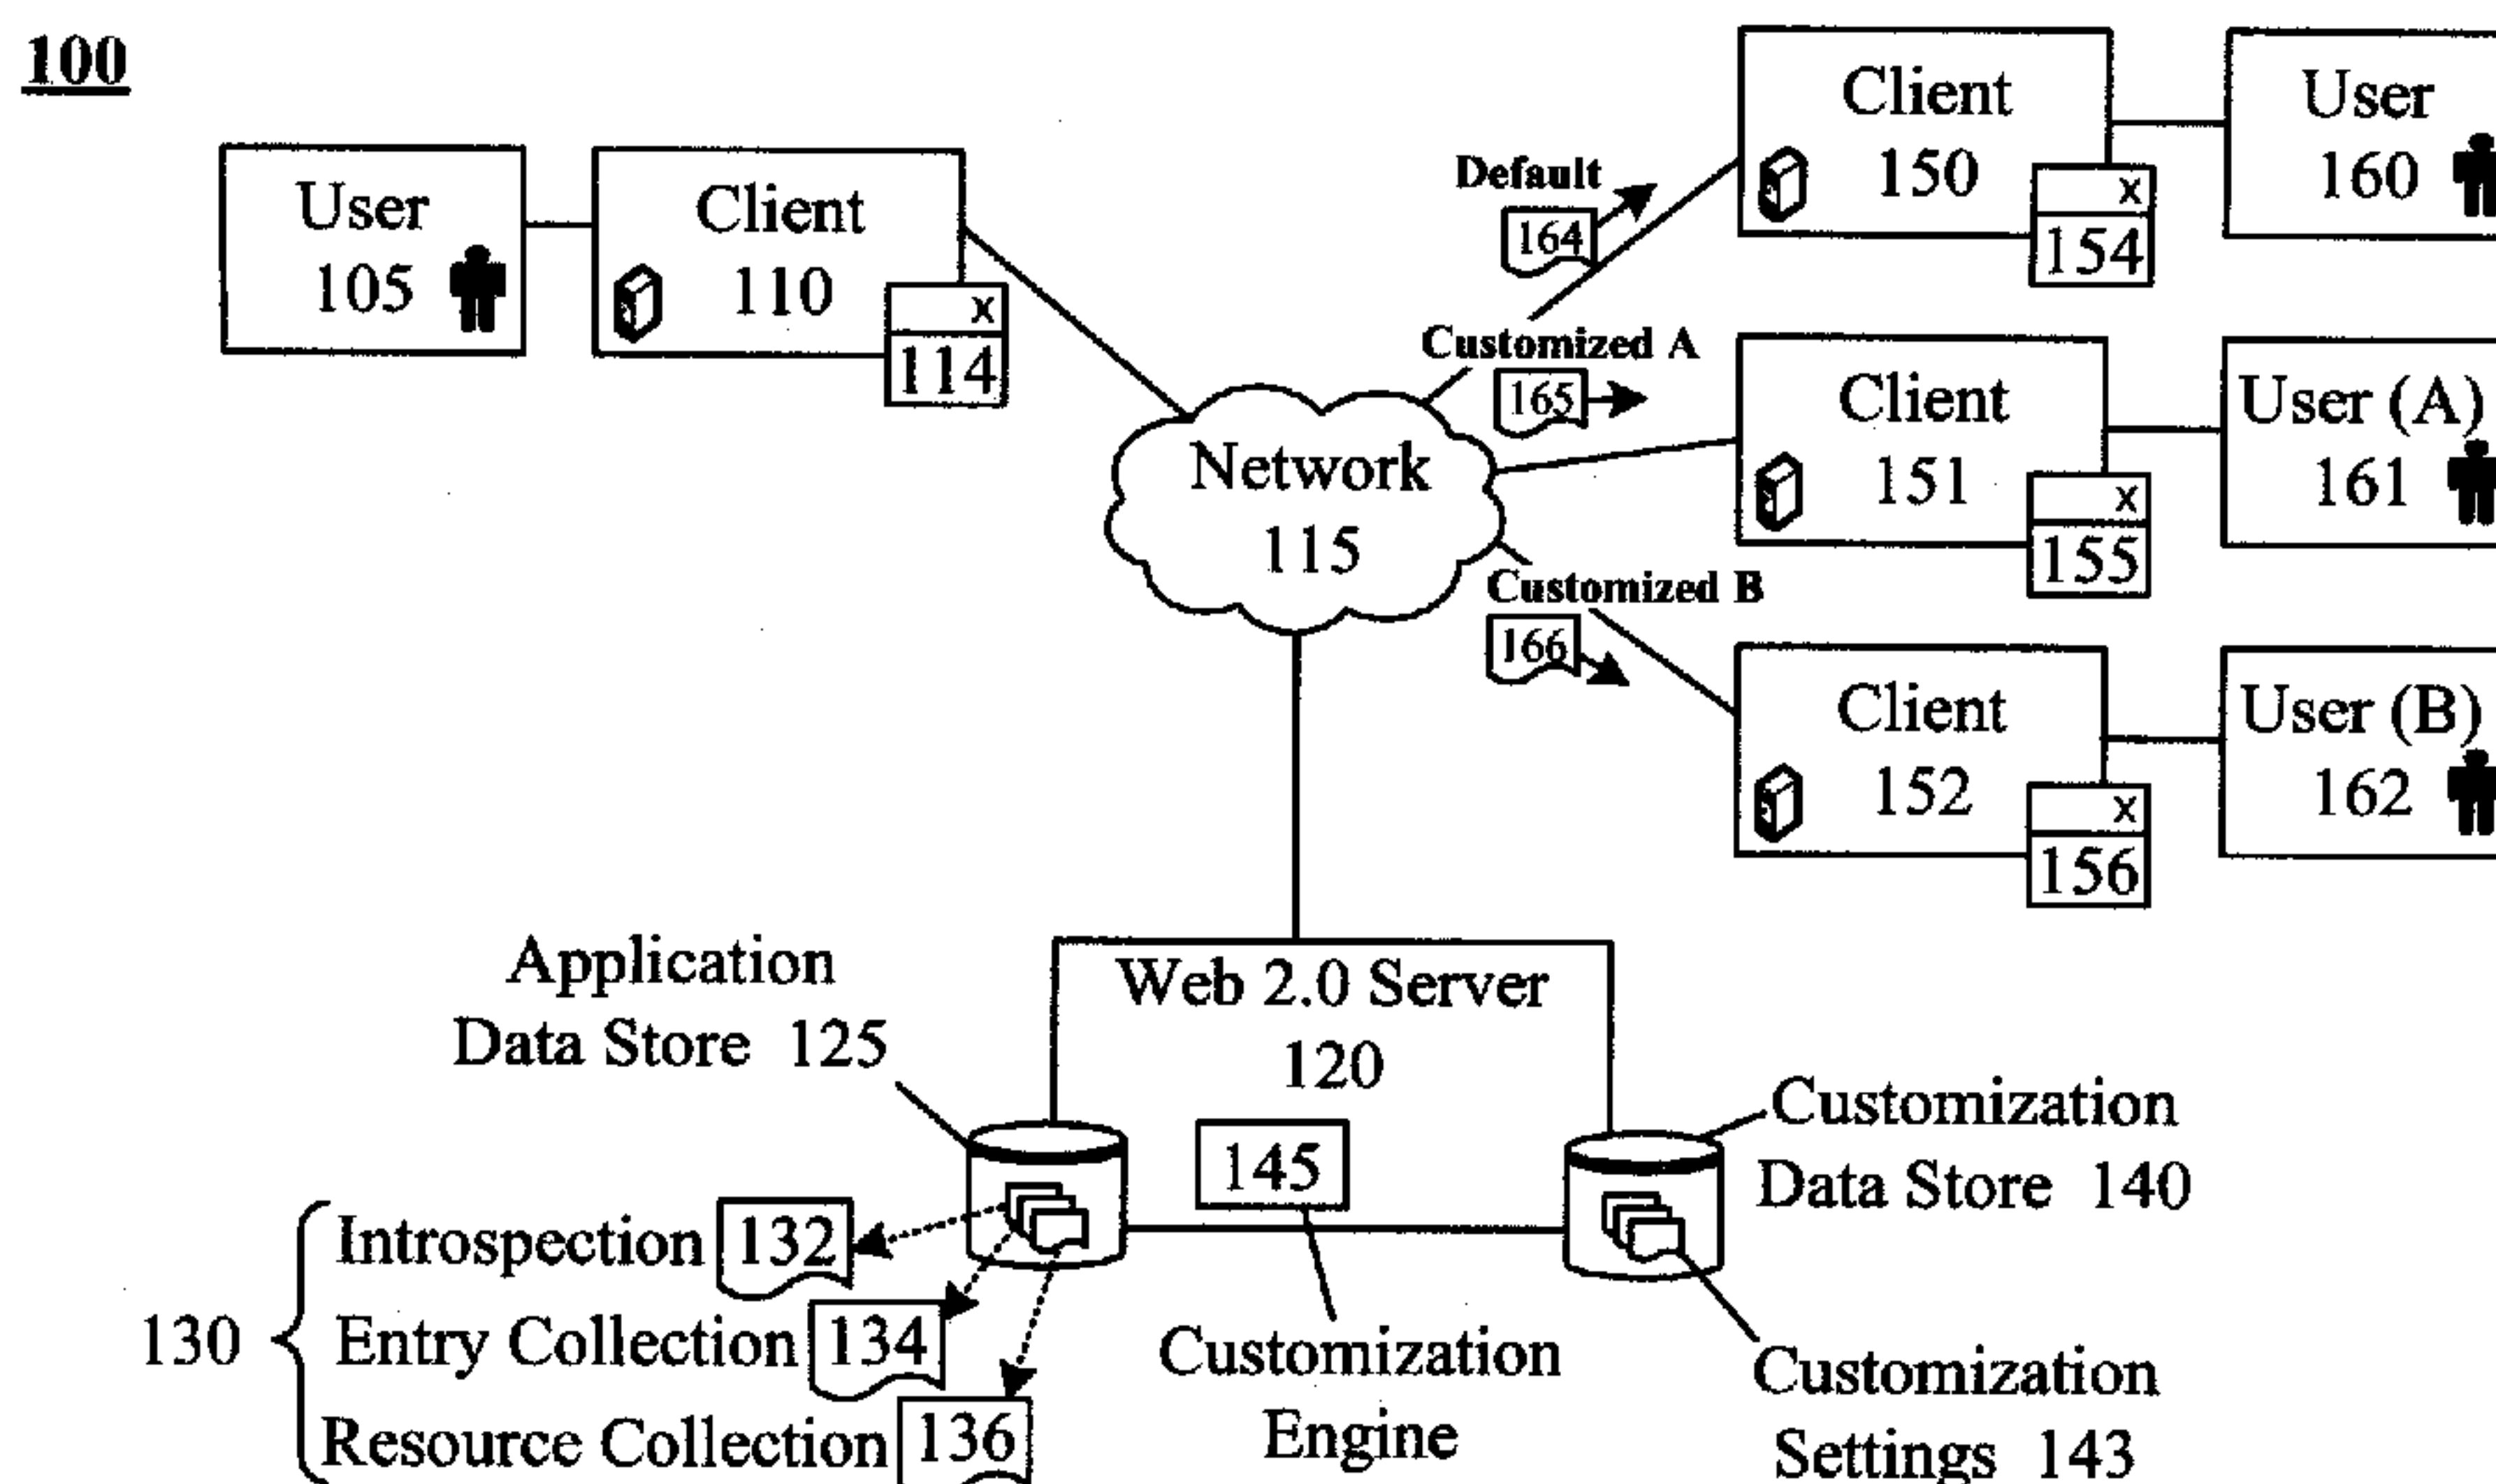 100
User
105
Client
110
x
114
Default
164
Client
150
x
154
User
160
Customized A
165
Client
151
x
155
User (A)
161
Network
115
Customized B
166
Client
152
x
156
User (B)
162
Application
Data Store 125
Web 2.0 Server
120
145
Customization
Data Store 140
130
Introspection 132
Entry Collection 134
Resource Collection 136
Customization
Engine
Customization
Settings 143